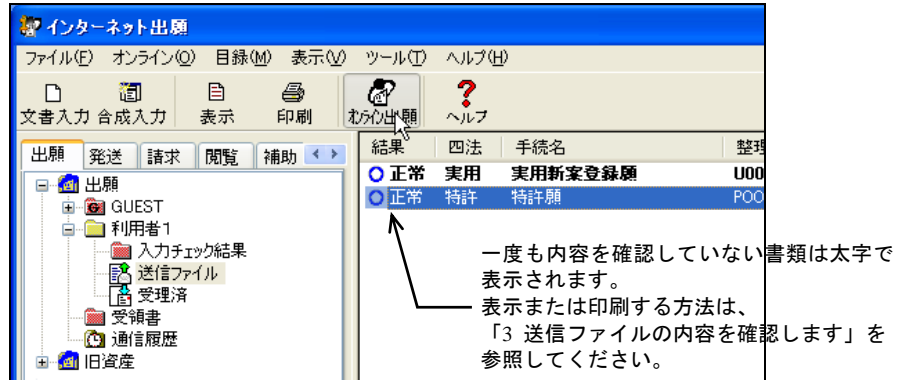 インターネット出願
ファイル(F) オンライン(O) 目録(M) 表示(V) ツール(T) ヘルプ(H)
文書入力 合成入力 表示 印刷 オンライン出願 ヘルプ
出願 発送 請求 閲覧 補助
結果 四法 手続名 整理
正常 実用 実用新案登録願 U00
正常 特許 特許願 P00
出願
GUEST
利用者1
入力チェック結果
送信ファイル
受理済
受領書
通信履歴
旧資産
一度も内容を確認していない書類は太字で
表示されます。
表示または印刷する方法は、
「3 送信ファイルの内容を確認します」を
参照してください。